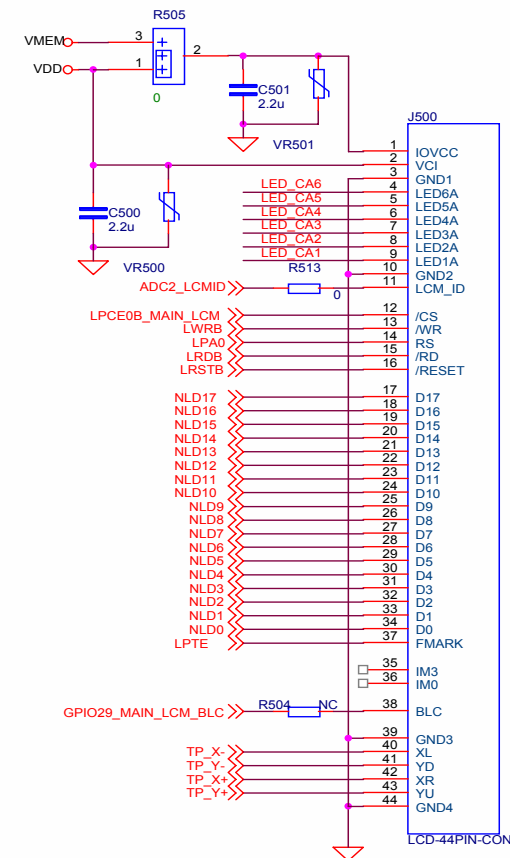 R505
VMEM 3 2
VDD 1
0
C501
2.2u
VR501
C500
2.2u
VR500
J500
1 IOVCC
2 VCI
3 GND1
LED_CA6 4 LED6A
LED_CA5 5 LED5A
LED_CA4 6 LED4A
LED_CA3 7 LED3A
LED_CA2 8 LED2A
LED_CA1 9 LED1A
10 GND2
R513
ADC2_LCMID 0 11 LCM_ID
LPCE0B_MAIN_LCM 12 /CS
LWRB 13 /WR
LPA0 14 RS
LRDB 15 /RD
LRSTB 16 /RESET
NLD17 17 D17
NLD16 18 D16
NLD15 19 D15
NLD14 20 D14
NLD13 21 D13
NLD12 22 D12
NLD11 23 D11
NLD10 24 D10
NLD9 25 D9
NLD8 26 D8
NLD7 27 D7
NLD6 28 D6
NLD5 29 D5
NLD4 30 D4
NLD3 31 D3
NLD2 32 D2
NLD1 33 D1
NLD0 34 D0
LPTE 37 FMARK
35 IM3
36 IM0
R504 NC
GPIO29_MAIN_LCM_BLC 38 BLC
39 GND3
TP_X- 40 XL
TP_Y- 41 YD
TP_X+ 42 XR
TP_Y+ 43 YU
44 GND4
LCD-44PIN-CON